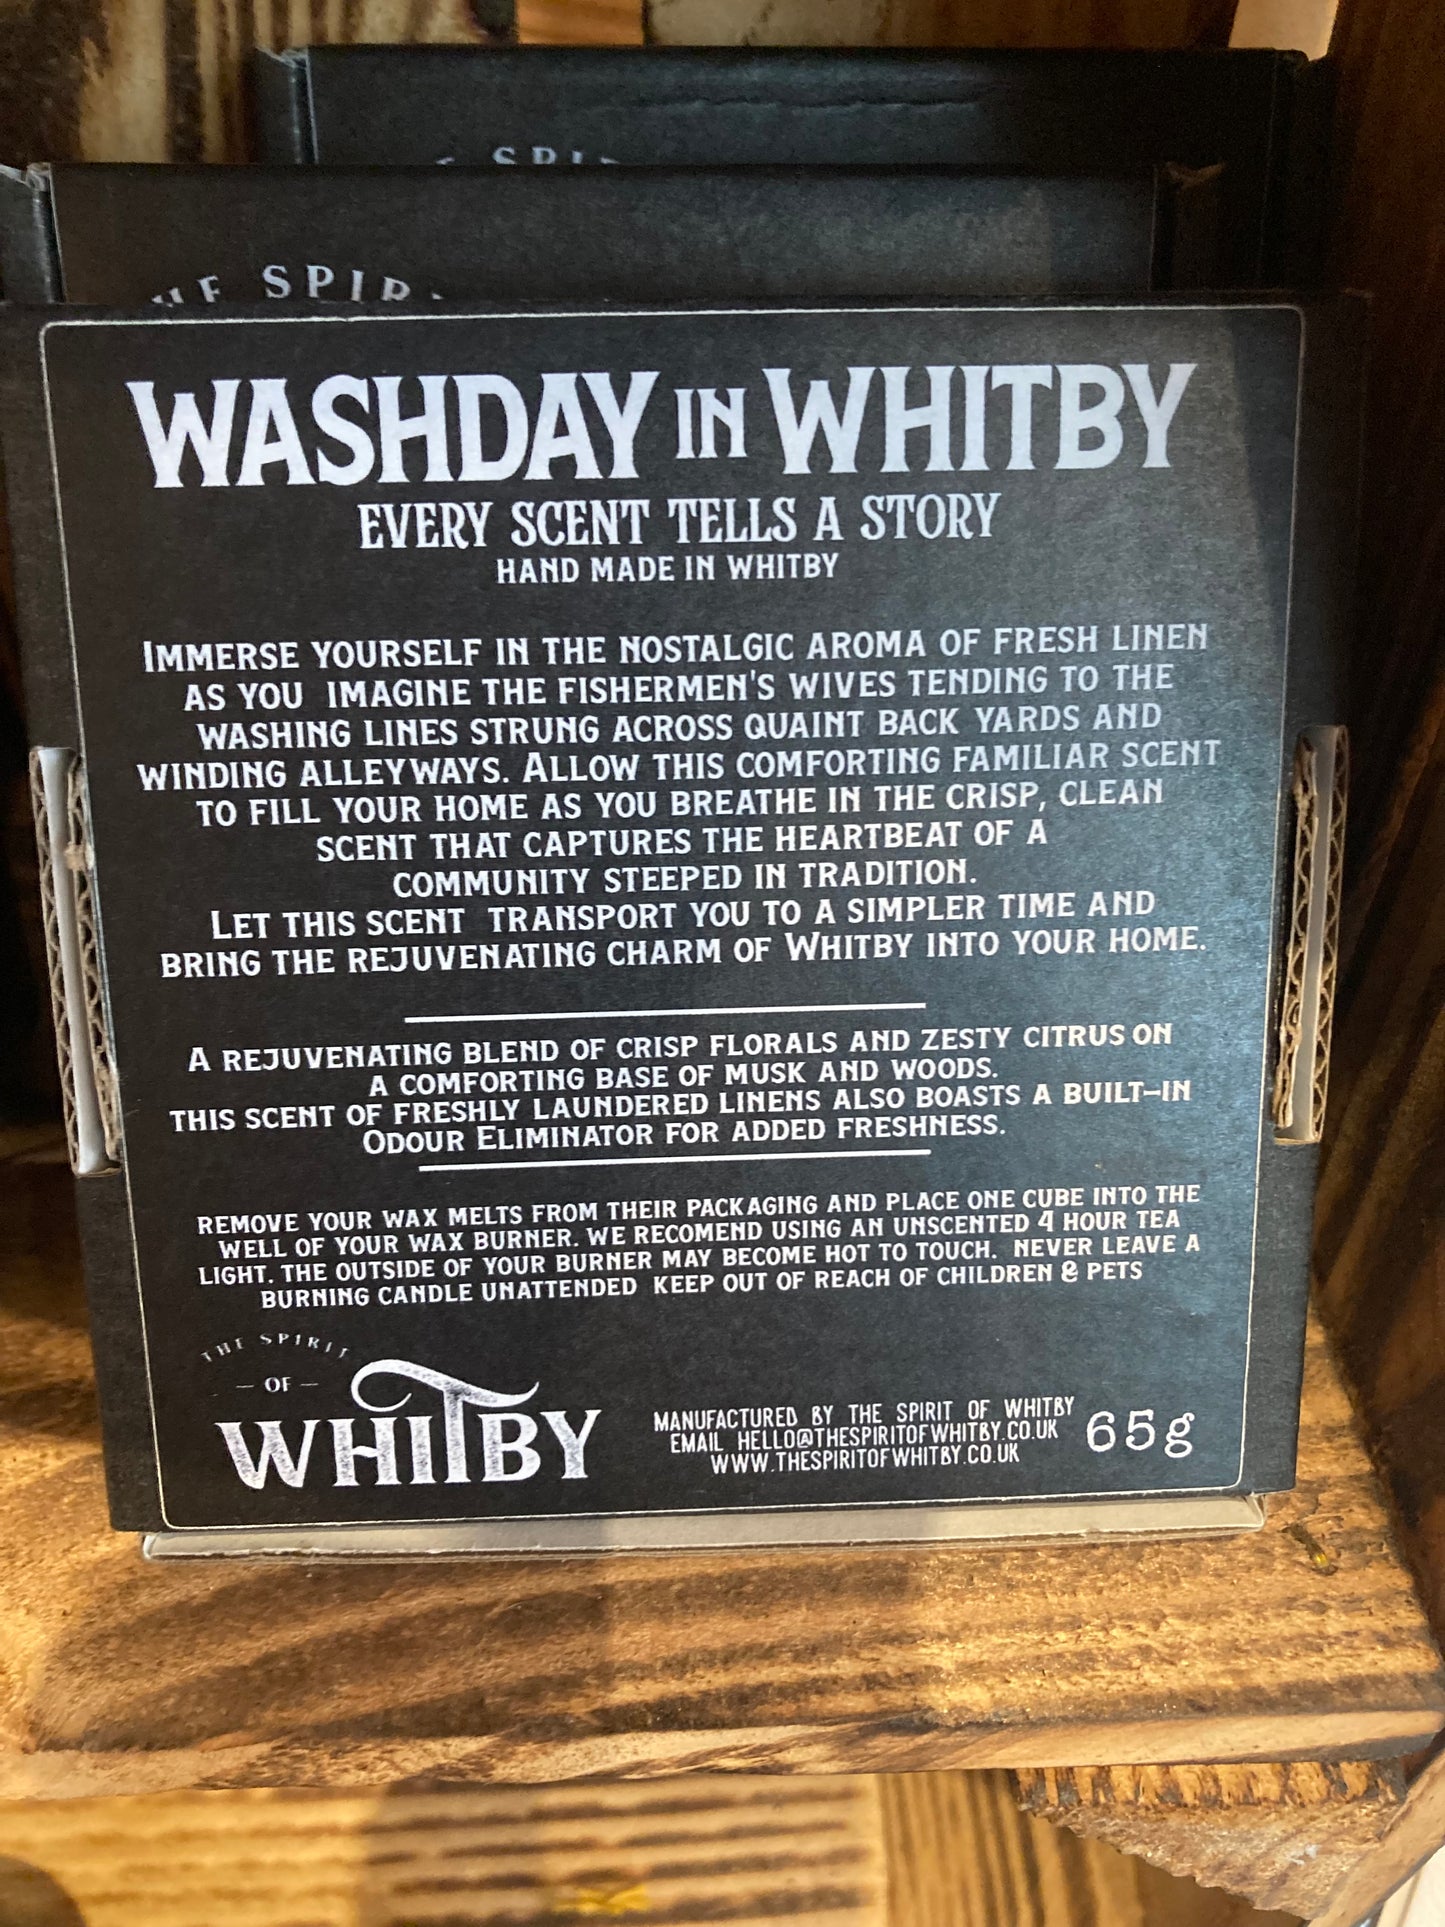 SPI
THE SPIR
WASHDAY IN WHITBY
EVERY SCENT TELLS A STORY
HAND MADE IN WHITBY
IMMERSE YOURSELF IN THE NOSTALGIC AROMA OF FRESH LINEN
AS YOU IMAGINE THE FISHERMEN'S WIVES TENDING TO THE
WASHING LINES STRUNG ACROSS QUAINT BACK YARDS AND
WINDING ALLEYWAYS. ALLOW THIS COMFORTING FAMILIAR SCENT
TO FILL YOUR HOME AS YOU BREATHE IN THE CRISP, CLEAN
SCENT THAT CAPTURES THE HEARTBEAT OF A
COMMUNITY STEEPED IN TRADITION.
LET THIS SCENT TRANSPORT YOU TO A SIMPLER TIME AND
BRING THE REJUVENATING CHARM OF WHITBY INTO YOUR HOME.
A REJUVENATING BLEND OF CRISP FLORALS AND ZESTY CITRUS ON
A COMFORTING BASE OF MUSK AND WOODS.
THIS SCENT OF FRESHLY LAUNDERED LINENS ALSO BOASTS A BUILT-IN
ODOUR ELIMINATOR FOR ADDED FRESHNESS.
REMOVE YOUR WAX MELTS FROM THEIR PACKAGING AND PLACE ONE CUBE INTO THE
WELL OF YOUR WAX BURNER. WE RECOMEND USING AN UNSCENTED 4 HOUR TEA
LIGHT. THE OUTSIDE OF YOUR BURNER MAY BECOME HOT TO TOUCH. NEVER LEAVE A
BURNING CANDLE UNATTENDED KEEP OUT OF REACH OF CHILDREN & PETS
THE SPIRIT
- OF -
WHITBY
MANUFACTURED BY THE SPIRIT OF WHITBY
EMAIL HELLO@THESPIRITOFWHITBY.CO.UK
WWW.THESPIRITOFWHITBY.CO.UK
65g